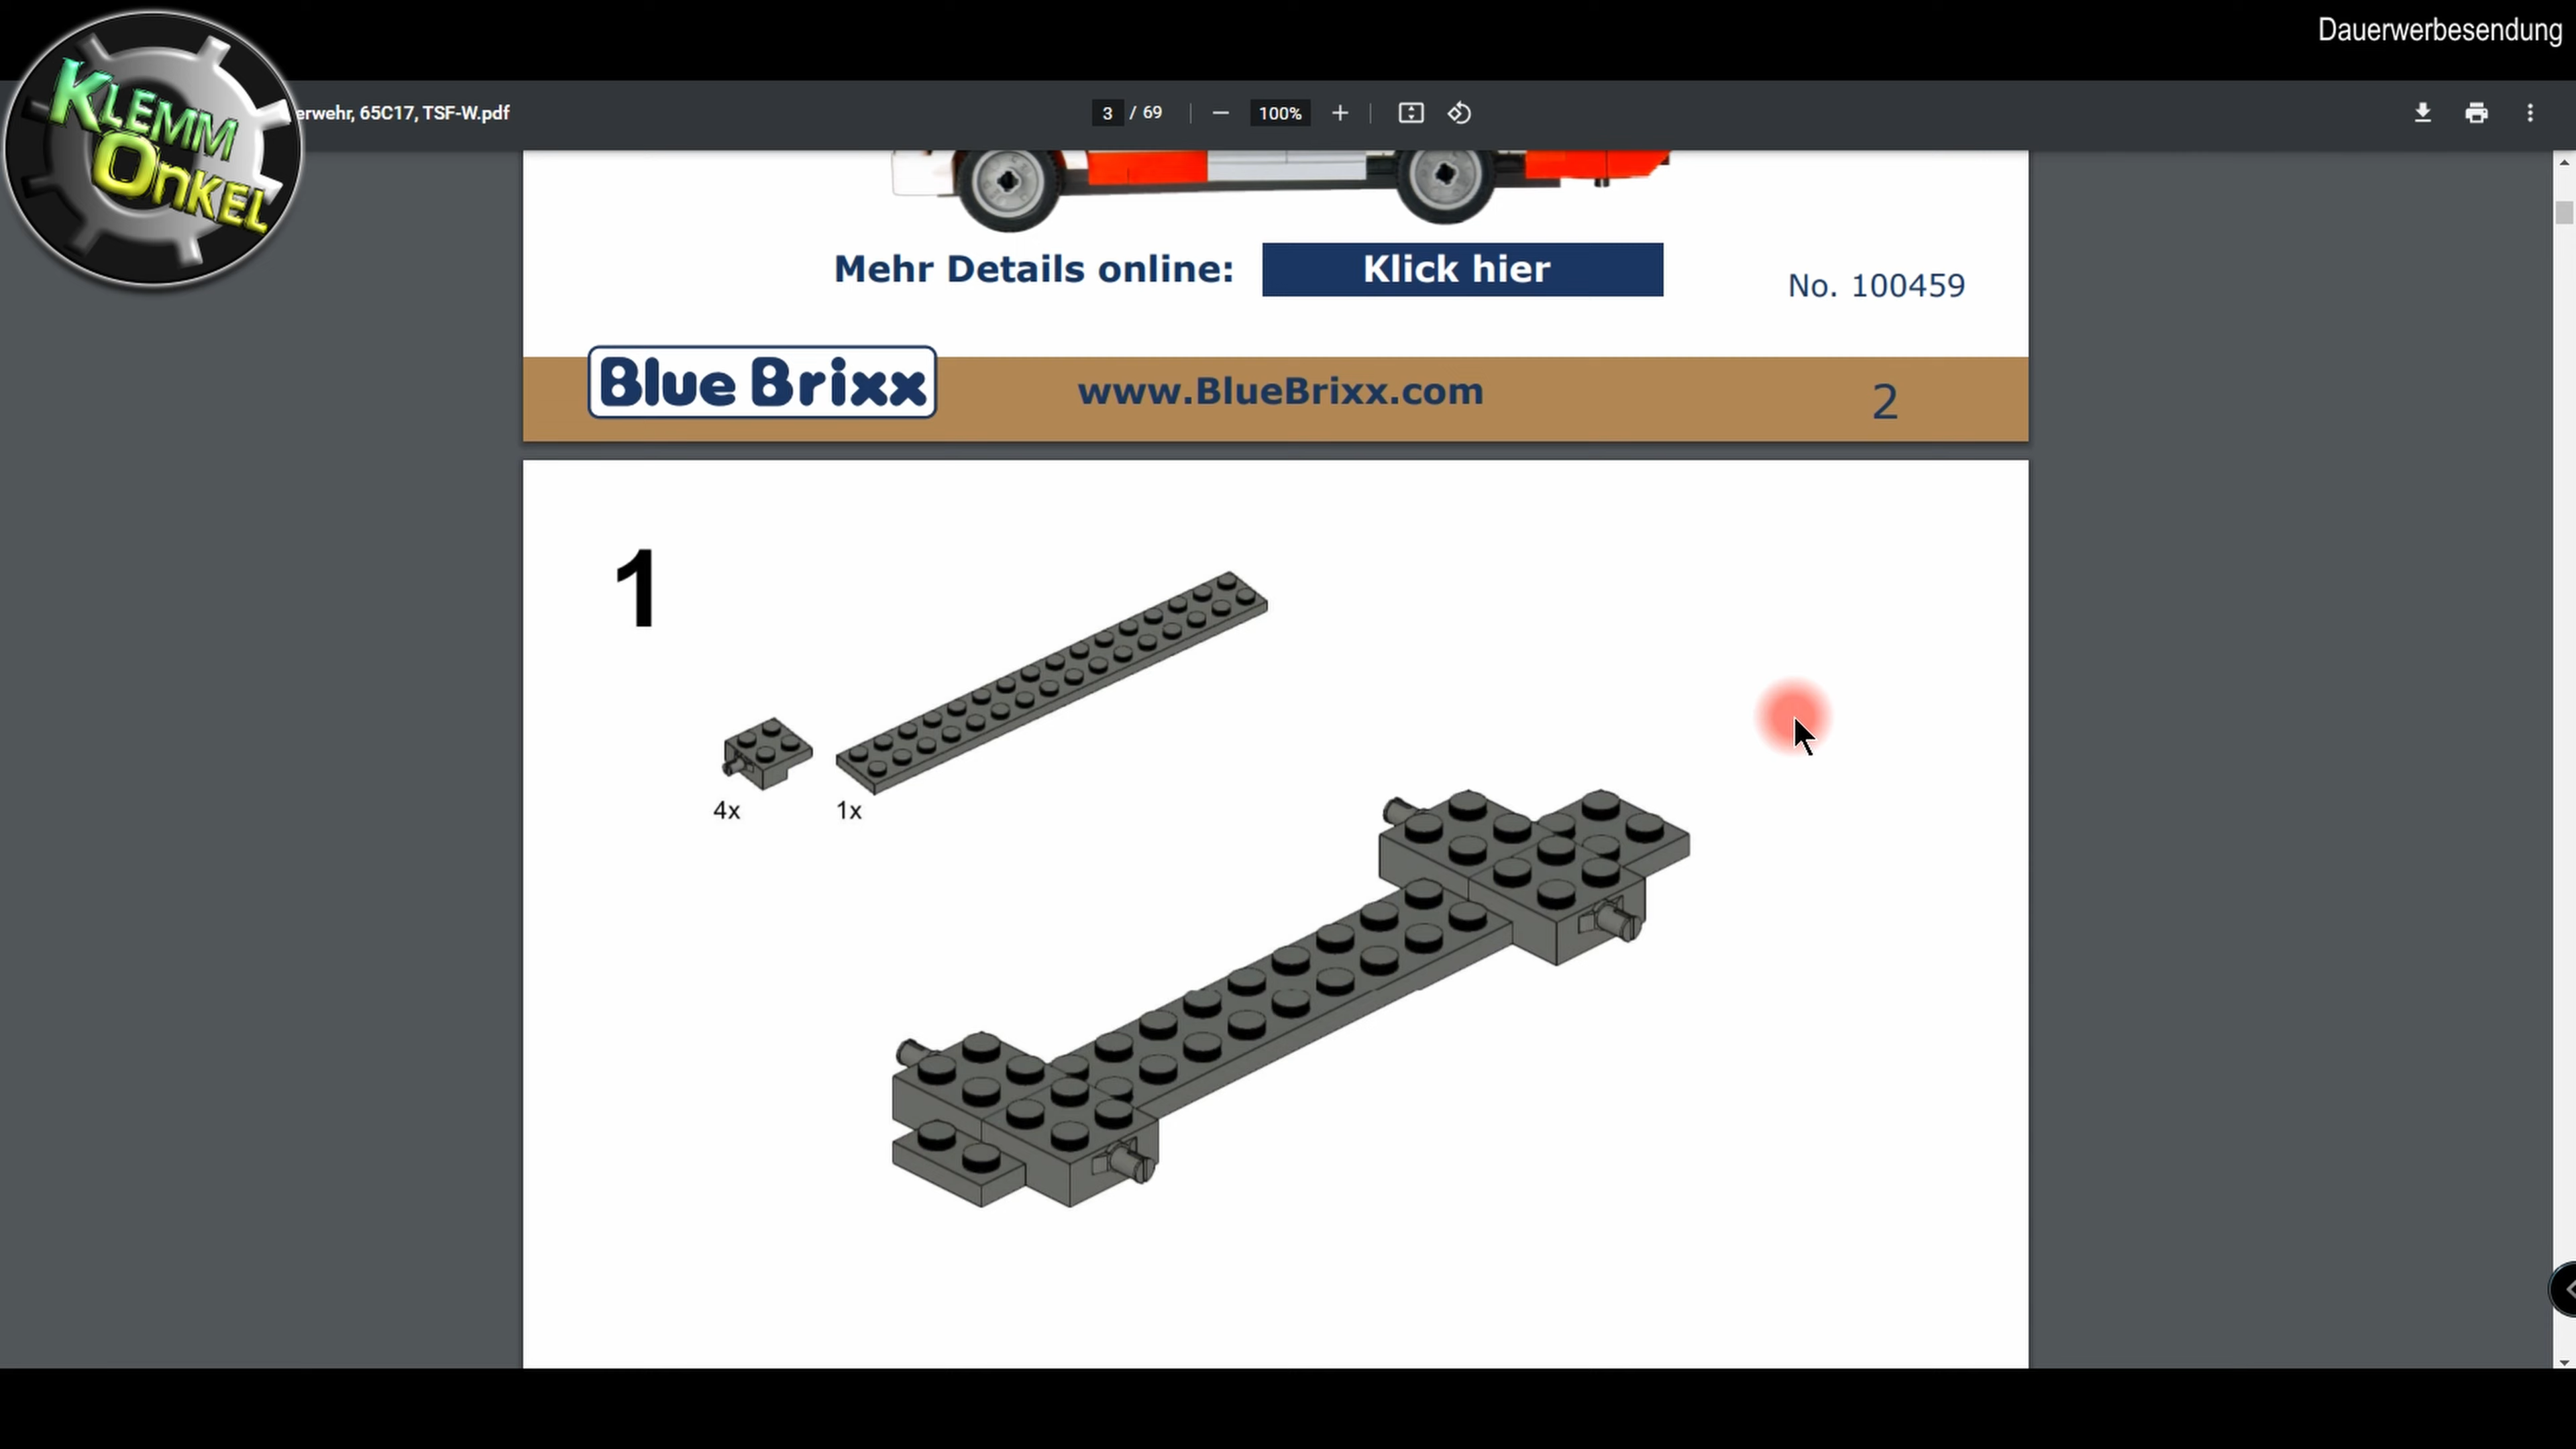 Dauerwerbesendung
KLEMM
OnKEL
erwehr, 65C17, TSF-W.pdf
3 / 69
100%
Mehr Details online:
Klick hier
No. 100459
Blue Brixx
www.BlueBrixx.com
2
1
4x
1x